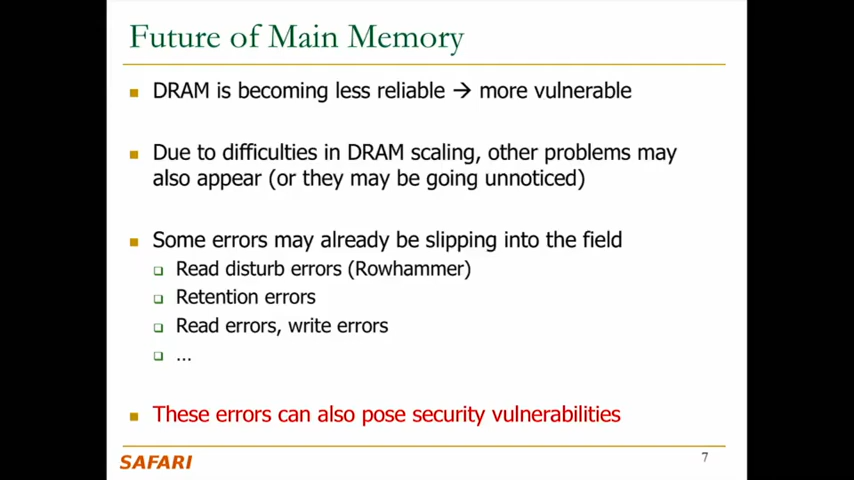 Future of Main Memory
DRAM is becoming less reliable → more vulnerable
Due to difficulties in DRAM scaling, other problems may
also appear (or they may be going unnoticed)
Some errors may already be slipping into the field
Read disturb errors (Rowhammer)
Retention errors
Read errors, write errors
...
These errors can also pose security vulnerabilities
SAFARI
7